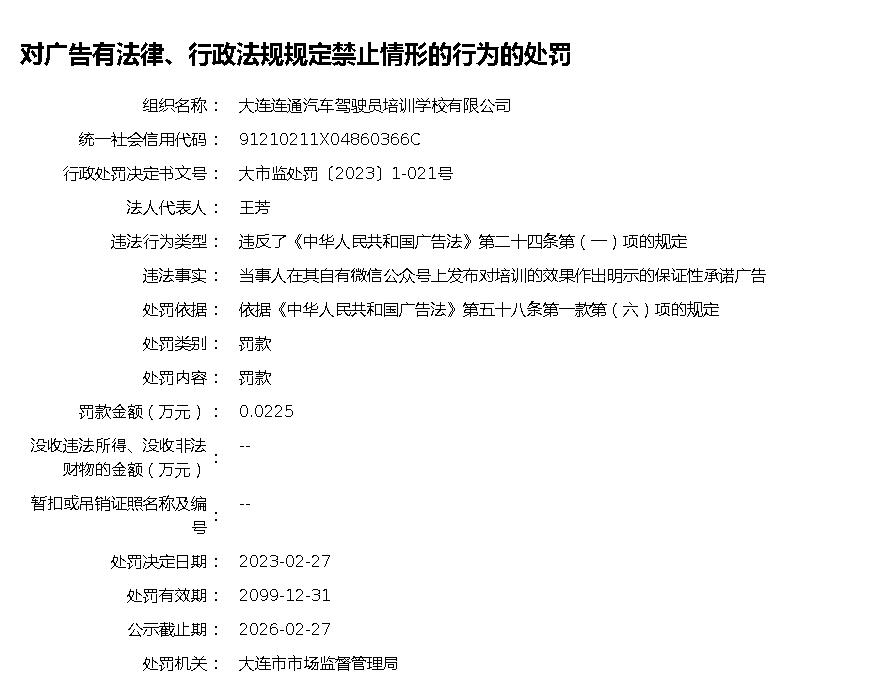 对广告有法律、行政法规规定禁止情形的行为的处罚
组织名称： 大连连通汽车驾驶员培训学校有限公司
统一社会信用代码： 91210211X04860366C
行政处罚决定书文号： 大市监处罚〔2023〕1-021号
法人代表人： 王芳
违法行为类型： 违反了《中华人民共和国广告法》第二十四条第（一）项的规定
违法事实： 当事人在其自有微信公众号上发布对培训的效果作出明示的保证性承诺广告
处罚依据： 依据《中华人民共和国广告法》第五十八条第一款第（六）项的规定
处罚类别： 罚款
处罚内容： 罚款
罚款金额（万元）： 0.0225
没收违法所得、没收非法
财物的金额（万元）： --
暂扣或吊销证照名称及编
号： --
处罚决定日期： 2023-02-27
处罚有效期： 2099-12-31
公示截止期： 2026-02-27
处罚机关： 大连市市场监督管理局